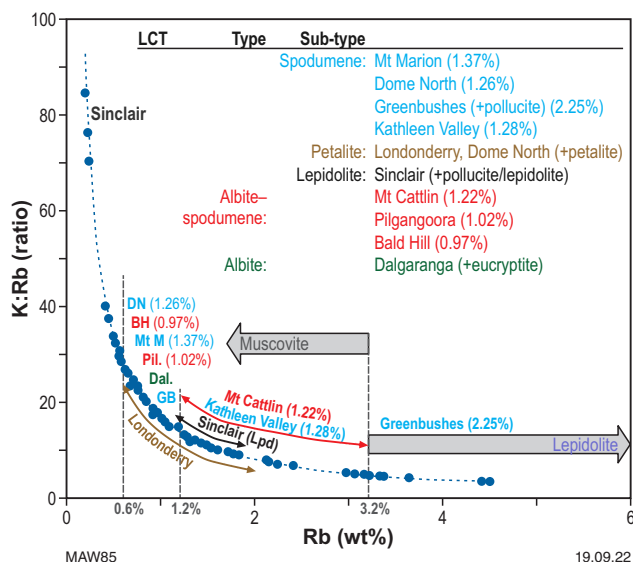 LCT Type Sub-type
Spodumene: Mt Marion (1.37%)
Dome North (1.26%)
Greenbushes (+pollucite) (2.25%)
Kathleen Valley (1.28%)
Petalite: Londonderry, Dome North (+petalite)
Lepidolite: Sinclair (+pollucite/lepidolite)
Albite– Mt Cattlin (1.22%)
spodumene: Pilgangoora (1.02%)
Bald Hill (0.97%)
Albite: Dalgaranga (+eucryptite)
100
80
60
40
20
0
K:Rb (ratio)
Sinclair
DN (1.26%)
BH (0.97%)
Mt M (1.37%)
Pil. (1.02%)
Dal.
GB
Muscovite
Mt Cattlin (1.22%)
Kathleen Valley (1.28%)
Sinclair (Lpd)
Londonderry
Greenbushes (2.25%)
Lepidolite
0 2 4 6
0.6% 1.2% 3.2%
Rb (wt%)
MAW85 19.09.22